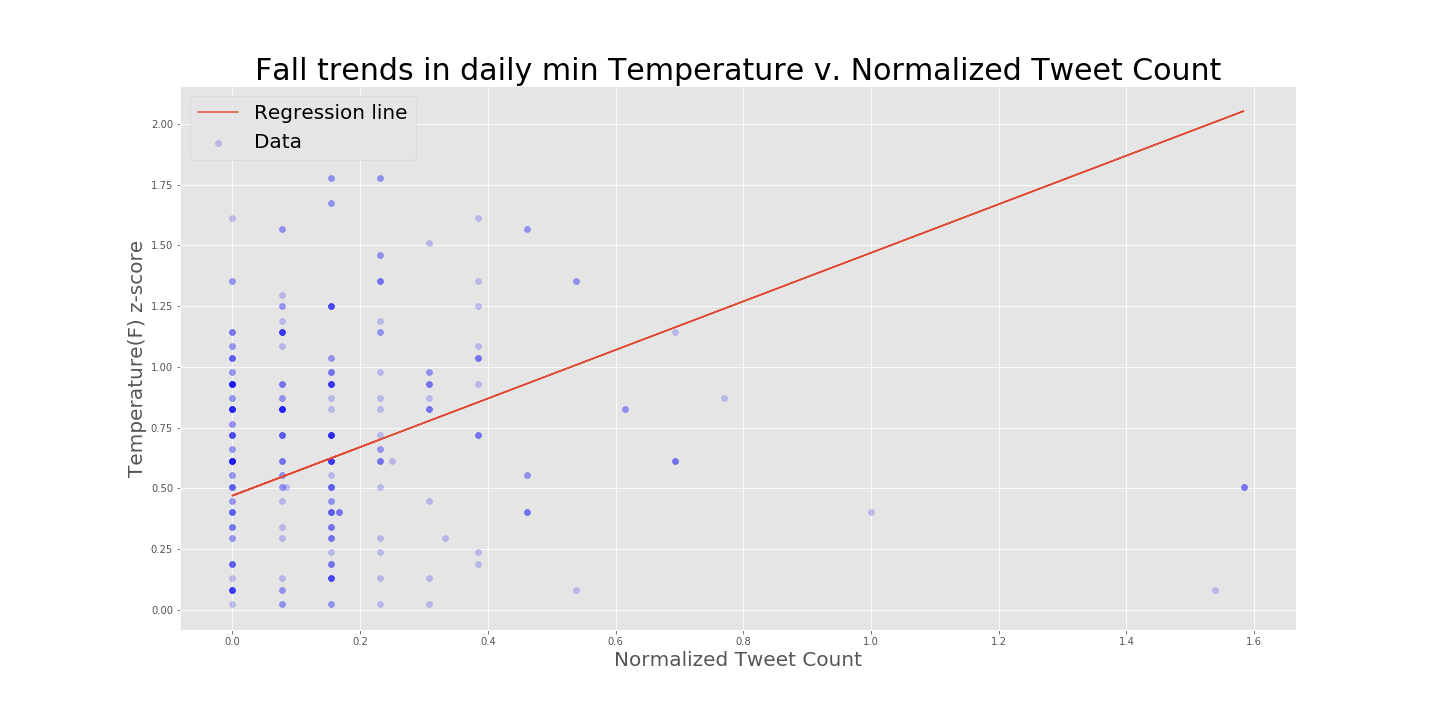 Fall trends in daily min Temperature v. Normalized Tweet Count
Regression line
Data
2.00
1.75
1.50
1.25
1.00
0.75
0.50
0.25
0.00
Temperature(F) z-score
0.0 0.2 0.4 0.6 0.8 1.0 1.2 1.4 1.6
Normalized Tweet Count